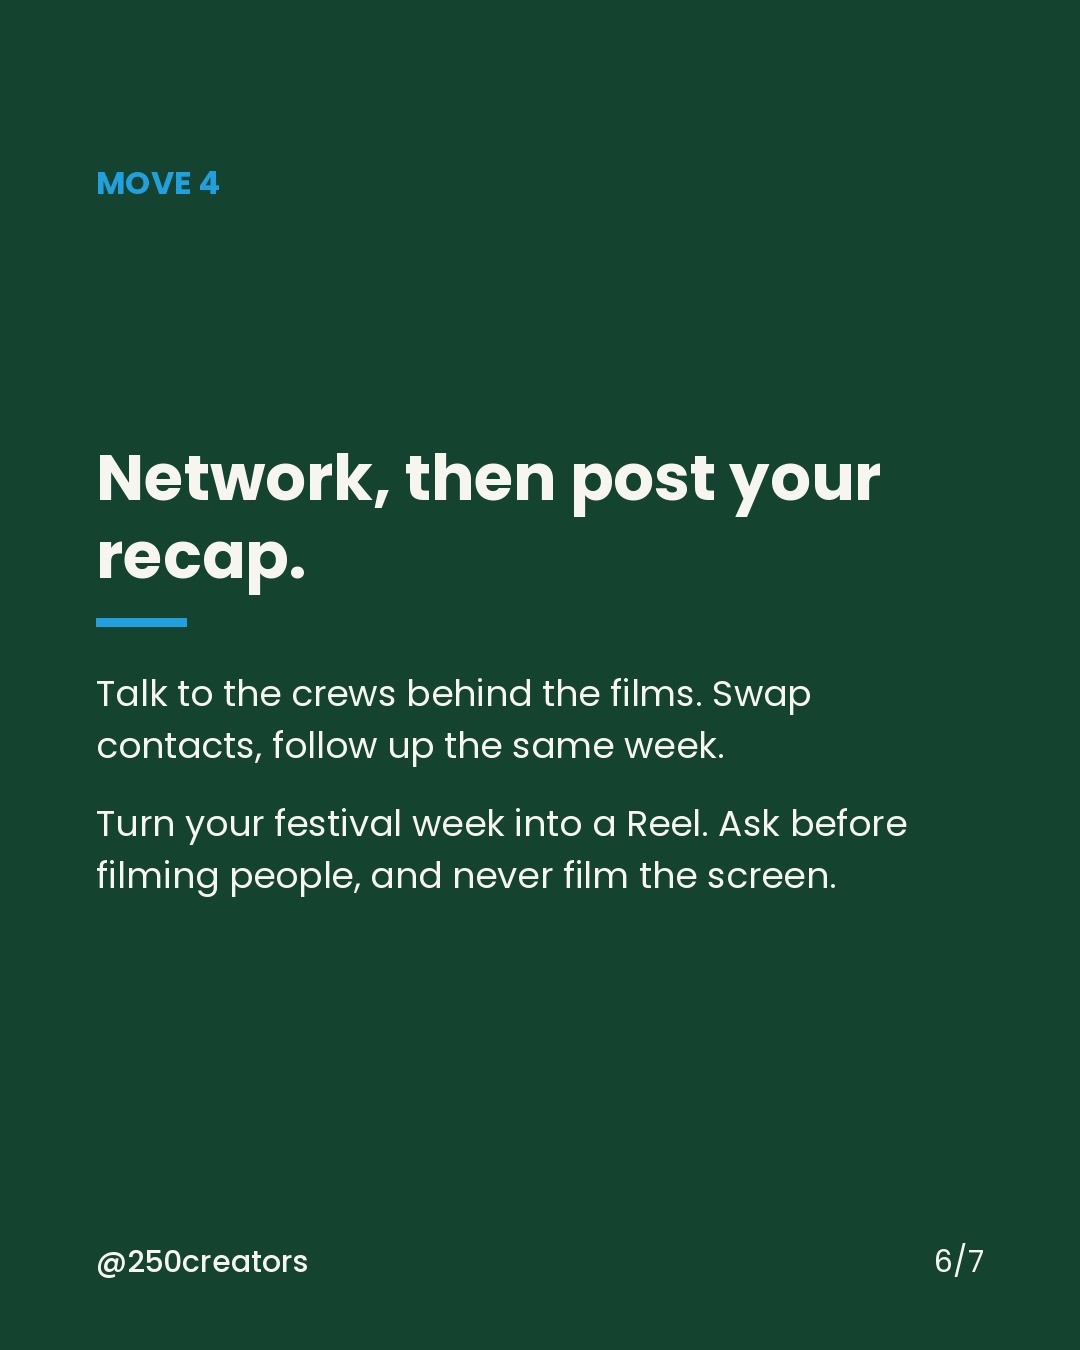 MOVE 4
Network, then post your
recap.
Talk to the crews behind the films. Swap
contacts, follow up the same week.
Turn your festival week into a Reel. Ask before
filming people, and never film the screen.
@250creators
6/7